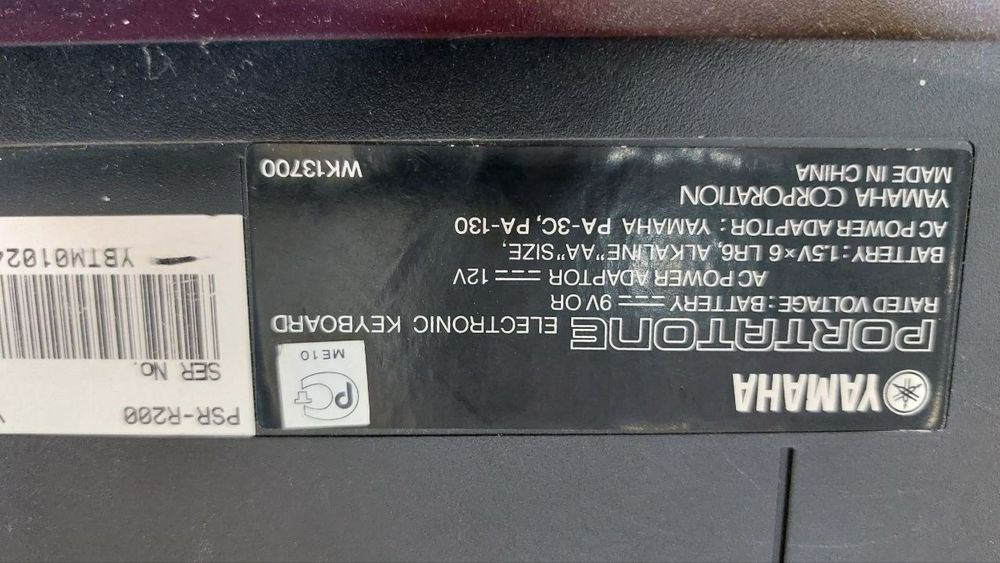 YAMAHA
PORTATONE ELECTRONIC KEYBOARD
RATED VOLTAGE: BATTERY 9V OR
AC POWER ADAPTOR 12V
BATTERY: 1.5V×6 LR6, ALKALINE"AA"SIZE,
AC POWER ADAPTOR: YAMAHA PA-3C, PA-130
YAMAHA CORPORATION
MADE IN CHINA
WK13700
PCT
ME10
PSR-R200
SER No.